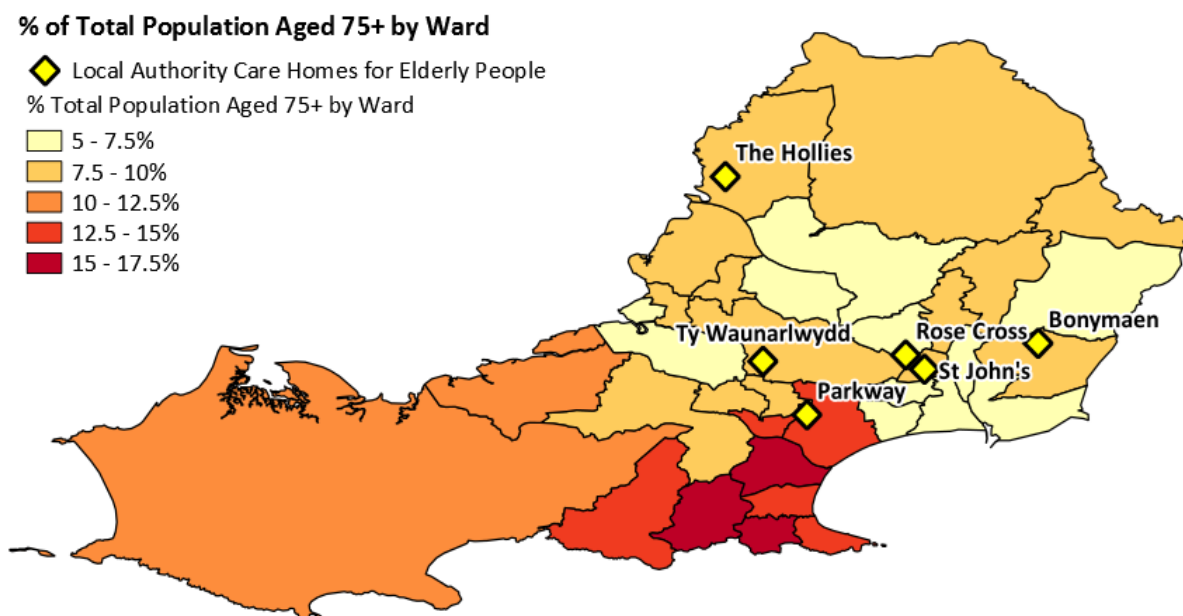 % of Total Population Aged 75+ by Ward
Local Authority Care Homes for Elderly People
% Total Population Aged 75+ by Ward
5 - 7.5%
7.5 - 10%
10 - 12.5%
12.5 - 15%
15 - 17.5%
The Hollies
Bonymaen
Rose Cross
Ty Waunarlwydd
St John's
Parkway